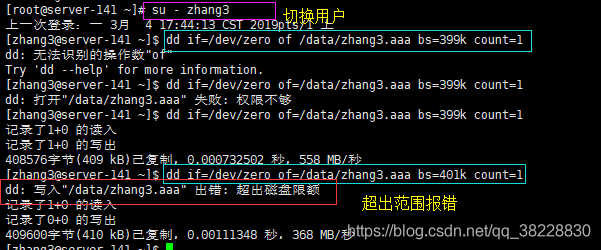 [root@server-141 ~]# su - zhang3 切换用户
上一次登录：一 3月  4 17:44:13 CST 2019pts/1 上
[zhang3@server-141 ~]$ dd if=/dev/zero of /data/zhang3.aaa bs=399k count=1
dd: 无法识别的操作数"of"
Try 'dd --help' for more information.
[zhang3@server-141 ~]$ dd if=/dev/zero of=/data/zhang3.aaa bs=399k count=1
dd: 打开"/data/zhang3.aaa" 失败: 权限不够
[zhang3@server-141 ~]$ dd if=/dev/zero of=/data/zhang3.aaa bs=399k count=1
记录了1+0 的读入
记录了1+0 的写出
408576字节(409 kB)已复制，0.000732502 秒，558 MB/秒
[zhang3@server-141 ~]$ dd if=/dev/zero of=/data/zhang3.aaa bs=401k count=1
dd: 写入"/data/zhang3.aaa" 出错: 超出磁盘限额
记录了1+0 的读入 超出范围报错
记录了0+0 的写出
409600字节(410 kB)已复制，0.00111348 秒，368 MB/秒
[zhang3@server-141 ~]$
https://blog.csdn.net/qq_38228830